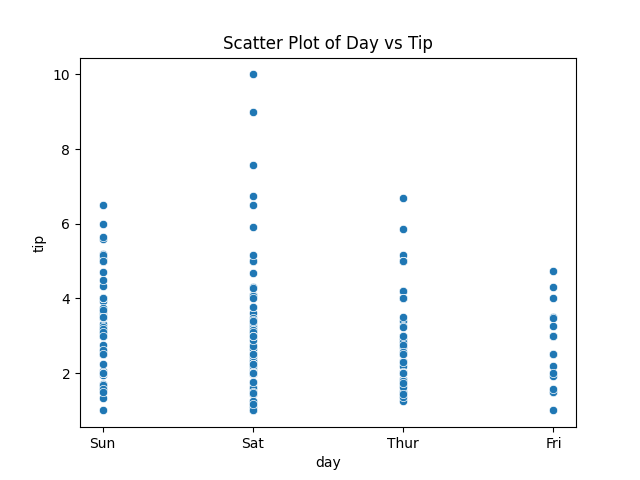 Scatter Plot of Day vs Tip
10
8
6
4
2
tip
Sun Sat Thur Fri
day